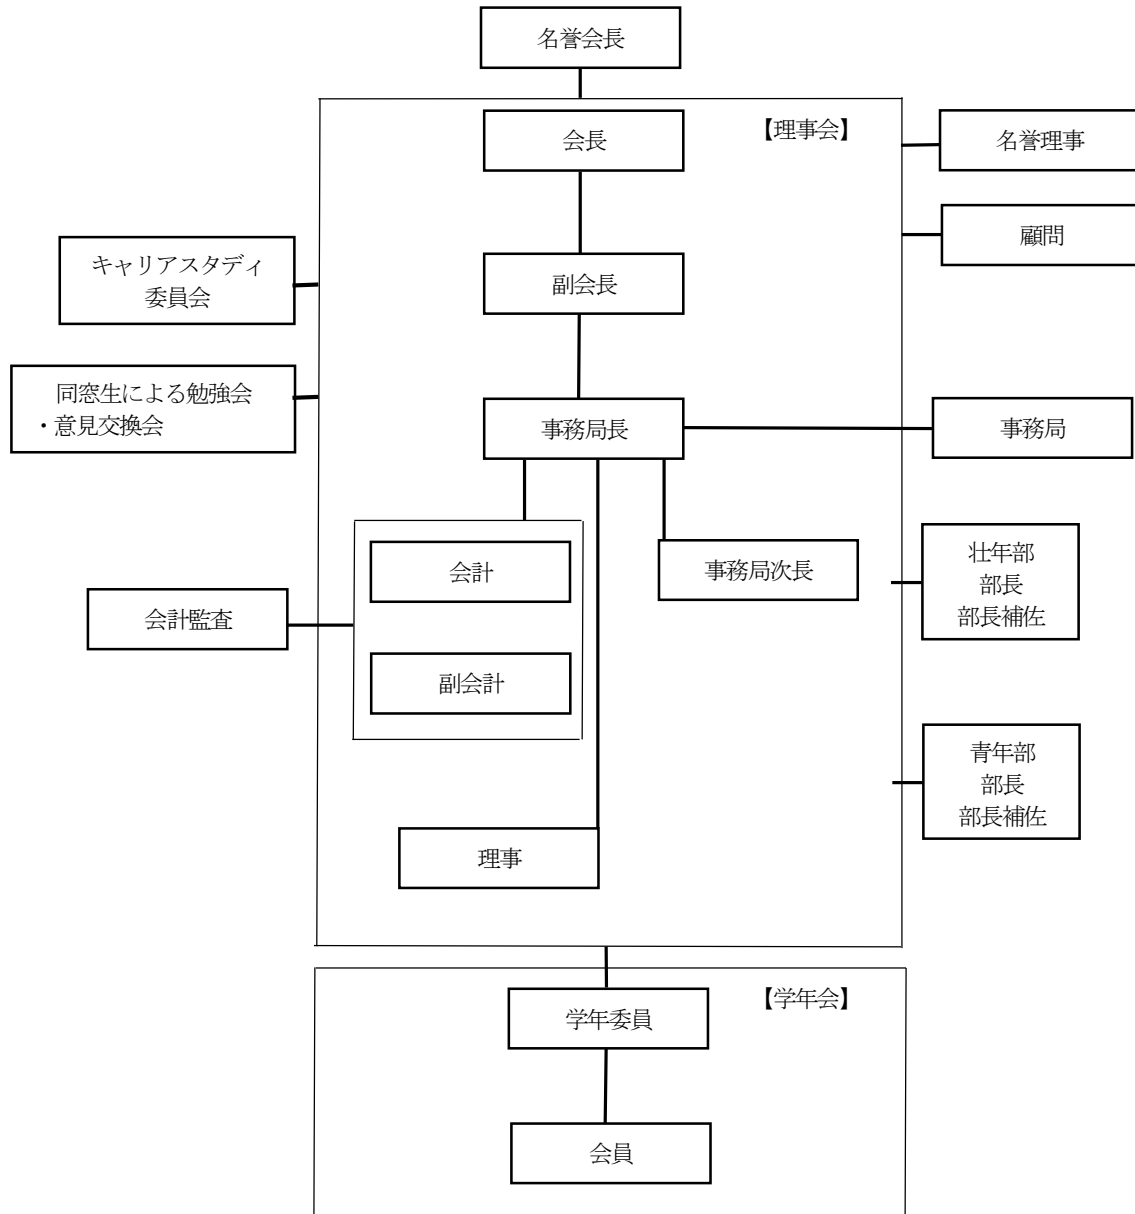 名誉会長
【理事会】
会長
名誉理事
顧問
キャリアスタディ
委員会
副会長
同窓生による勉強会
・意見交換会
事務局長
事務局
会計
事務局次長
壮年部
部長
部長補佐
会計監査
副会計
青年部
部長
部長補佐
理事
【学年会】
学年委員
会員